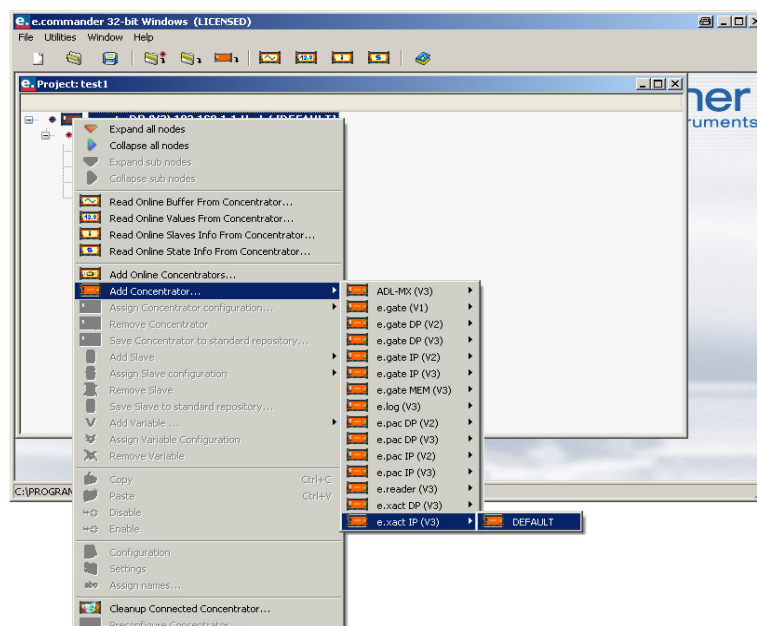 e.commander 32-bit Windows (LICENSED)
File Utilities Window Help
Project: test1
ner
uments
[DEFAULT]
Expand all nodes
Collapse all nodes
Expand sub nodes
Collapse sub nodes
Read Online Buffer From Concentrator...
Read Online Values From Concentrator...
Read Online Slaves Info From Concentrator...
Read Online State Info From Concentrator...
Add Online Concentrators...
Add Concentrator...
Assign Concentrator configuration...
Remove Concentrator
Save Concentrator to standard repository...
Add Slave
Assign Slave configuration
Remove Slave
Save Slave to standard repository...
Add Variable ...
Assign Variable Configuration
Remove Variable
Copy Ctrl+C
Paste Ctrl+V
Disable
Enable
Configuration
Settings
Assign names...
Cleanup Connected Concentrator...
Preconfigure Concentrator
ADL-MX (V3)
e.gate (V1)
e.gate DP (V2)
e.gate DP (V3)
e.gate IP (V2)
e.gate IP (V3)
e.gate MEM (V3)
e.log (V3)
e.pac DP (V2)
e.pac DP (V3)
e.pac IP (V2)
e.pac IP (V3)
e.reader (V3)
e.xact DP (V3)
e.xact IP (V3)
DEFAULT
C:\PROGRAM